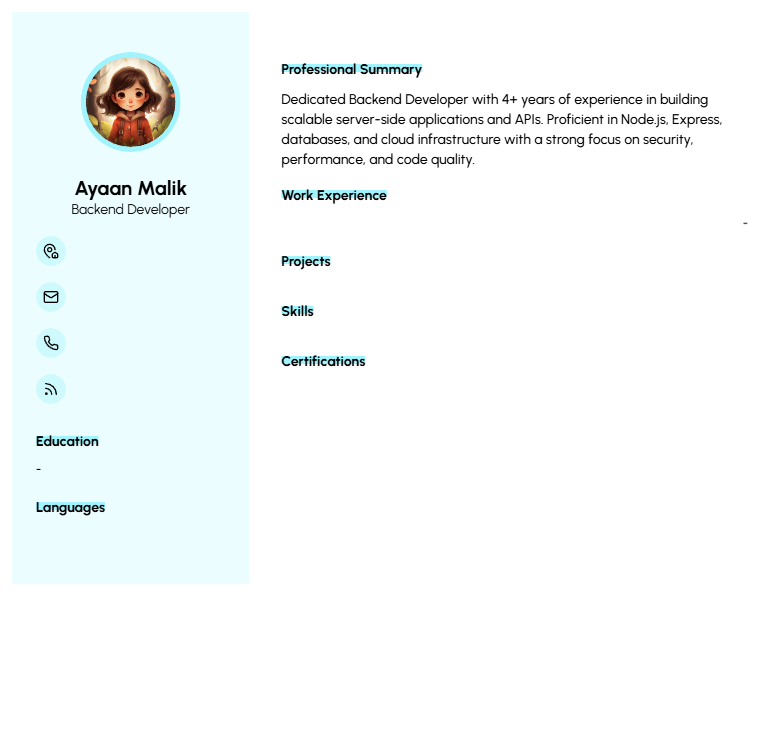 Ayaan Malik
Backend Developer
Education
-
Languages
Professional Summary
Dedicated Backend Developer with 4+ years of experience in building
scalable server-side applications and APIs. Proficient in Node.js, Express,
databases, and cloud infrastructure with a strong focus on security,
performance, and code quality.
Work Experience
-
Projects
Skills
Certifications